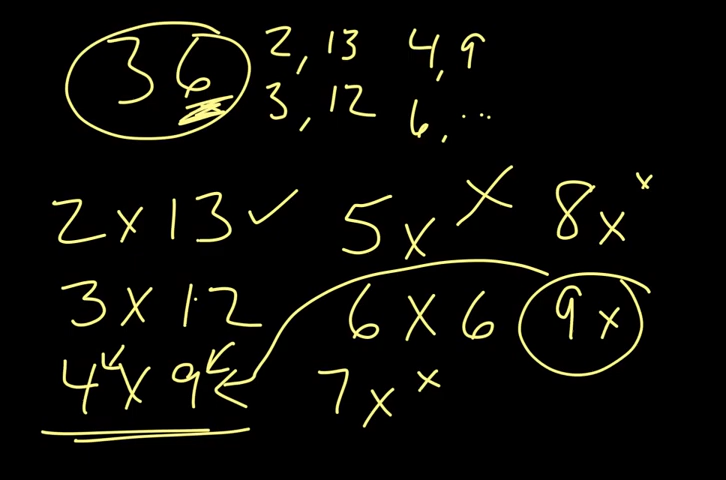 36 2, 13 4, 9
3, 12 6, ...
2 x 13 ✓ 5 x x 8 x x
3 x 12 6 x 6 9 x
4 x 9 7 x x